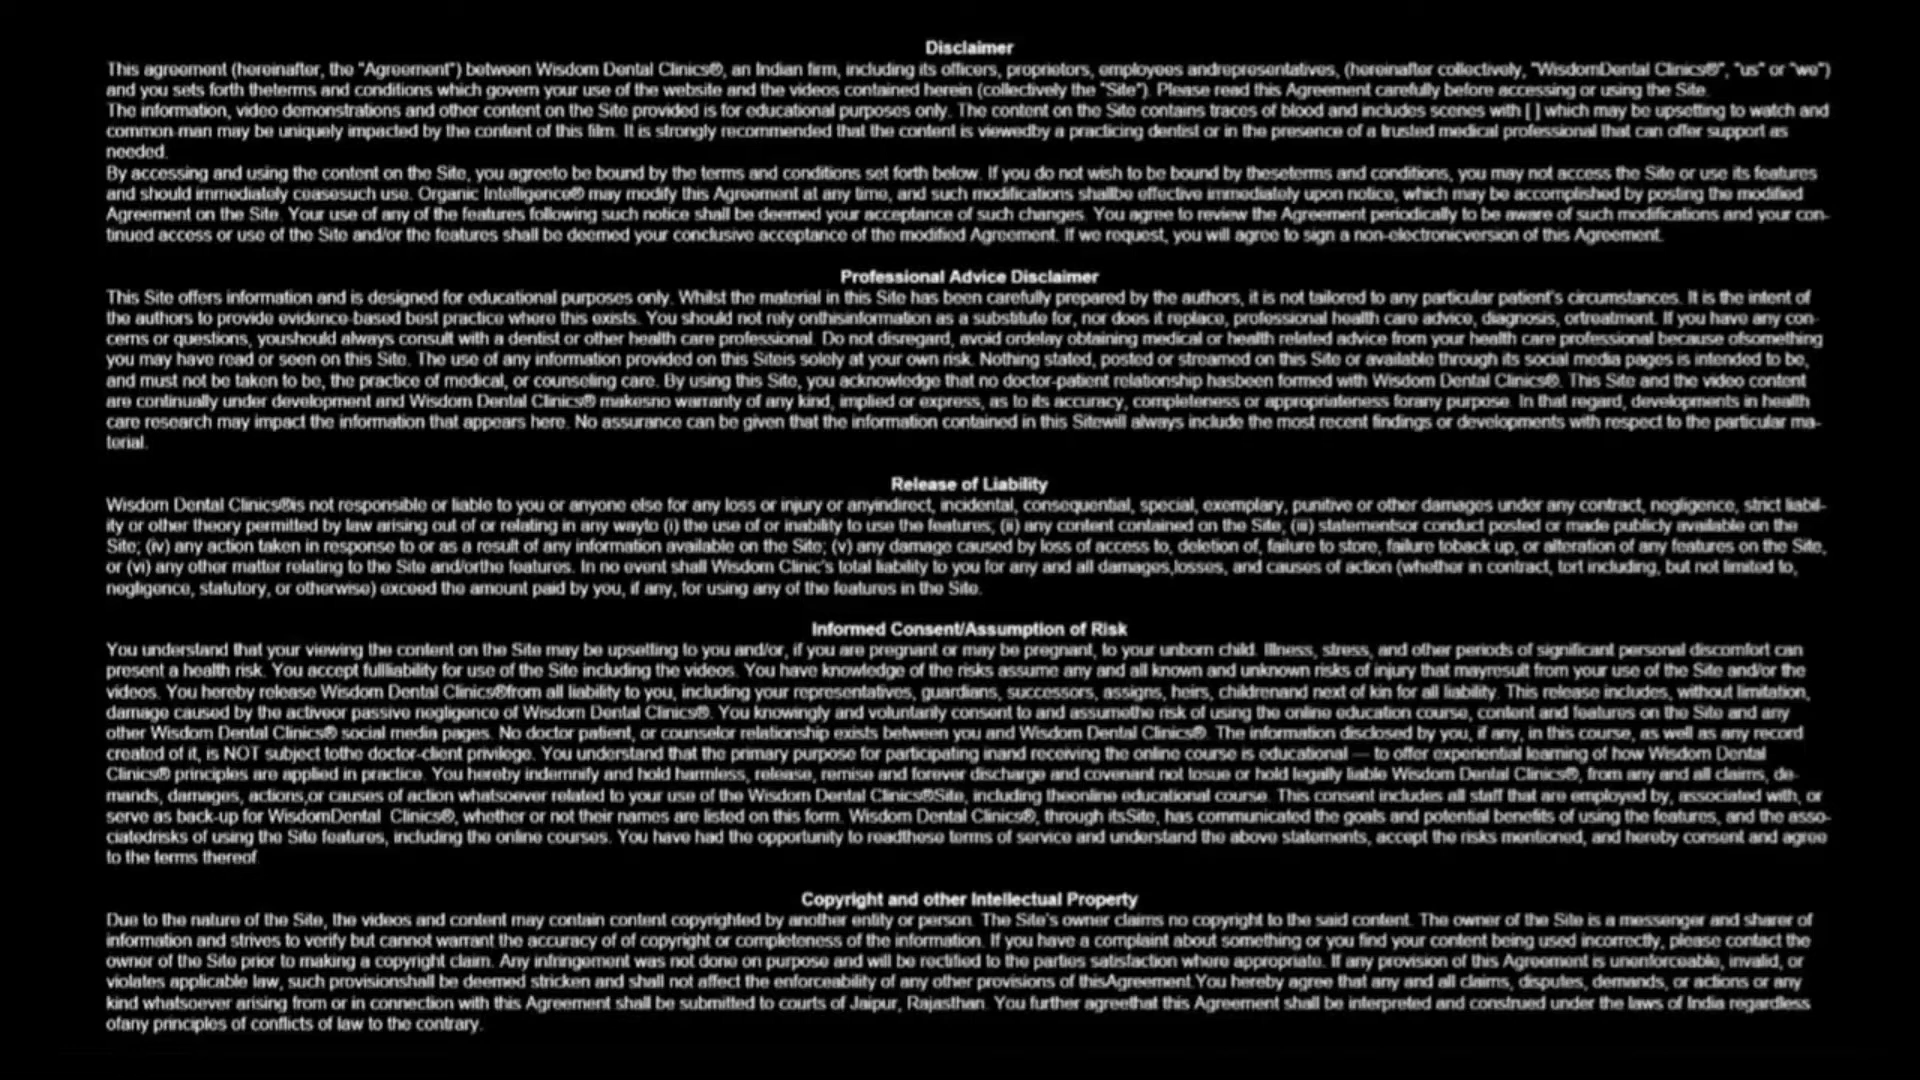 Disclaimer
This agreement (hereinafter, the "Agreement") between Wisdom Dental Clinics®, an Indian firm, including its officers, proprietors, employees andrepresentatives, (hereinafter collectively, "WisdomDental Clinics®", "us" or "we")
and you sets forth theterms and conditions which govern your use of the website and the videos contained herein (collectively the "Site"). Please read this Agreement carefully before accessing or using the Site.
The information, video demonstrations and other content on the Site provided is for educational purposes only. The content on the Site contains traces of blood and includes scenes with [ ] which may be upsetting to watch and
common-man may be uniquely impacted by the content of this film. It is strongly recommended that the content is viewedby a practicing dentist or in the presence of a trusted medical professional that can offer support as
needed.
By accessing and using the content on the Site, you agreeto be bound by the terms and conditions set forth below. If you do not wish to be bound by theseterms and conditions, you may not access the Site or use its features
and should immediately ceasesuch use. Organic Intelligence® may modify this Agreement at any time, and such modifications shallbe effective immediately upon notice, which may be accomplished by posting the modified
Agreement on the Site. Your use of any of the features following such notice shall be deemed your acceptance of such changes. You agree to review the Agreement periodically to be aware of such modifications and your con-
tinued access or use of the Site and/or the features shall be deemed your conclusive acceptance of the modified Agreement. If we request, you will agree to sign a non-electronicversion of this Agreement.
Professional Advice Disclaimer
This Site offers information and is designed for educational purposes only. Whilst the material in this Site has been carefully prepared by the authors, it is not tailored to any particular patient's circumstances. It is the intent of
the authors to provide evidence-based best practice where this exists. You should not rely onthisinformation as a substitute for, nor does it replace, professional health care advice, diagnosis, ortreatment. If you have any con-
cerns or questions, youshould always consult with a dentist or other health care professional. Do not disregard, avoid ordelay obtaining medical or health related advice from your health care professional because ofsomething
you may have read or seen on this Site. The use of any information provided on this Siteis solely at your own risk. Nothing stated, posted or streamed on this Site or available through its social media pages is intended to be,
and must not be taken to be, the practice of medical, or counseling care. By using this Site, you acknowledge that no doctor-patient relationship hasbeen formed with Wisdom Dental Clinics®. This Site and the video content
are continually under development and Wisdom Dental Clinics® makesno warranty of any kind, implied or express, as to its accuracy, completeness or appropriateness forany purpose. In that regard, developments in health
care research may impact the information that appears here. No assurance can be given that the information contained in this Sitewill always include the most recent findings or developments with respect to the particular ma-
terial.
Release of Liability
Wisdom Dental Clinics®is not responsible or liable to you or anyone else for any loss or injury or anyindirect, incidental, consequential, special, exemplary, punitive or other damages under any contract, negligence, strict liabil-
ity or other theory permitted by law arising out of or relating in any wayto (i) the use of or inability to use the features; (ii) any content contained on the Site; (iii) statementsor conduct posted or made publicly available on the
Site; (iv) any action taken in response to or as a result of any information available on the Site; (v) any damage caused by loss of access to, deletion of, failure to store, failure toback up, or alteration of any features on the Site,
or (vi) any other matter relating to the Site and/orthe features. In no event shall Wisdom Clinic's total liability to you for any and all damages,losses, and causes of action (whether in contract, tort including, but not limited to,
negligence, statutory, or otherwise) exceed the amount paid by you, if any, for using any of the features in the Site.
Informed Consent/Assumption of Risk
You understand that your viewing the content on the Site may be upsetting to you and/or, if you are pregnant or may be pregnant, to your unborn child. Illness, stress, and other periods of significant personal discomfort can
present a health risk. You accept fullliability for use of the Site including the videos. You have knowledge of the risks assume any and all known and unknown risks of injury that mayresult from your use of the Site and/or the
videos. You hereby release Wisdom Dental Clinics®from all liability to you, including your representatives, guardians, successors, assigns, heirs, childrenand next of kin for all liability. This release includes, without limitation,
damage caused by the activeor passive negligence of Wisdom Dental Clinics®. You knowingly and voluntarily consent to and assumethe risk of using the online education course, content and features on the Site and any
other Wisdom Dental Clinics® social media pages. No doctor patient, or counselor relationship exists between you and Wisdom Dental Clinics®. The information disclosed by you, if any, in this course, as well as any record
created of it, is NOT subject tothe doctor-client privilege. You understand that the primary purpose for participating inand receiving the online course is educational — to offer experiential learning of how Wisdom Dental
Clinics® principles are applied in practice. You hereby indemnify and hold harmless, release, remise and forever discharge and covenant not tosue or hold legally liable Wisdom Dental Clinics®, from any and all claims, de-
mands, damages, actions,or causes of action whatsoever related to your use of the Wisdom Dental Clinics®Site, including theonline educational course. This consent includes all staff that are employed by, associated with, or
serve as back-up for WisdomDental Clinics®, whether or not their names are listed on this form. Wisdom Dental Clinics®, through itsSite, has communicated the goals and potential benefits of using the features, and the asso-
ciatedrisks of using the Site features, including the online courses. You have had the opportunity to readthese terms of service and understand the above statements, accept the risks mentioned, and hereby consent and agree
to the terms thereof.
Copyright and other Intellectual Property
Due to the nature of the Site, the videos and content may contain content copyrighted by another entity or person. The Site's owner claims no copyright to the said content. The owner of the Site is a messenger and sharer of
information and strives to verify but cannot warrant the accuracy of of copyright or completeness of the information. If you have a complaint about something or you find your content being used incorrectly, please contact the
owner of the Site prior to making a copyright claim. Any infringement was not done on purpose and will be rectified to the parties satisfaction where appropriate. If any provision of this Agreement is unenforceable, invalid, or
violates applicable law, such provisionshall be deemed stricken and shall not affect the enforceability of any other provisions of thisAgreement.You hereby agree that any and all claims, disputes, demands, or actions or any
kind whatsoever arising from or in connection with this Agreement shall be submitted to courts of Jaipur, Rajasthan. You further agreethat this Agreement shall be interpreted and construed under the laws of India regardless
ofany principles of conflicts of law to the contrary.